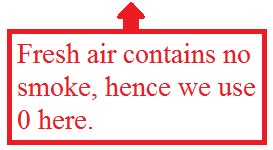 Fresh air contains no
smoke, hence we use
0 here.